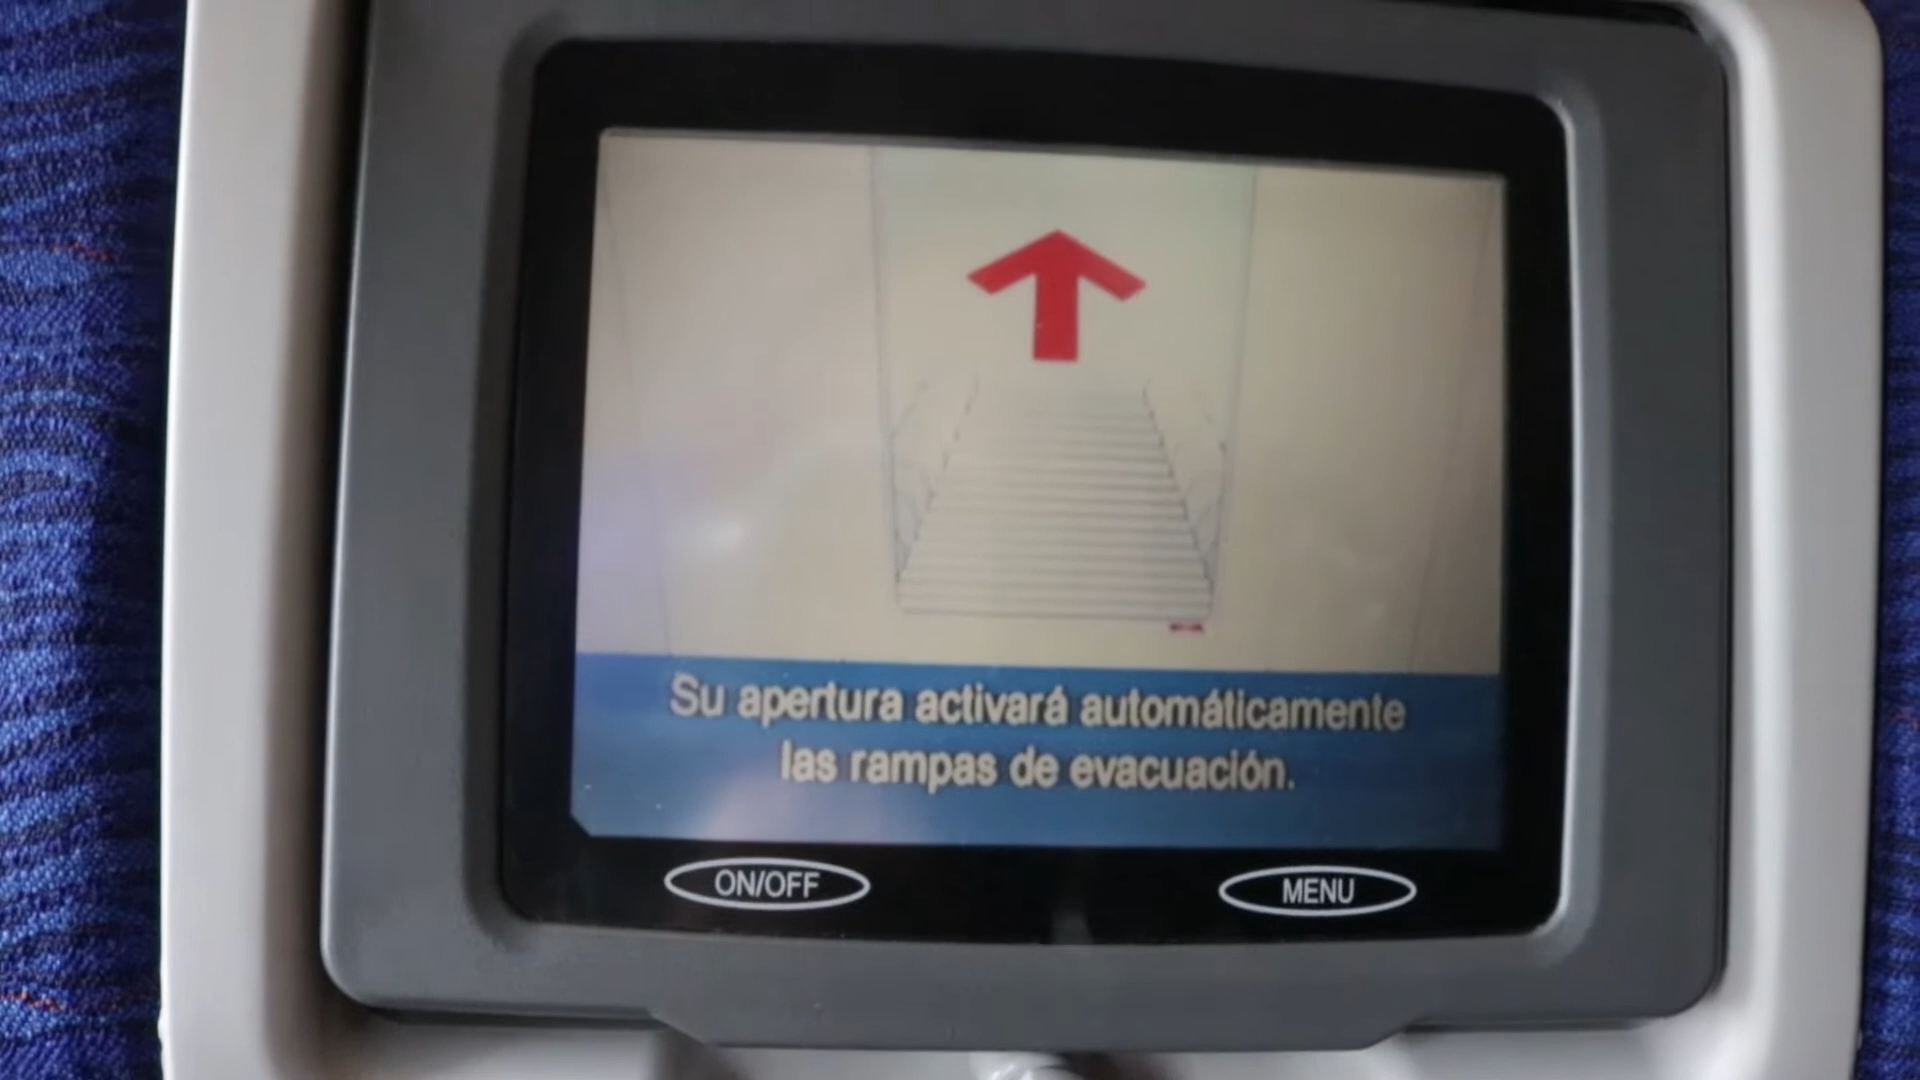 Su apertura activará automáticamente
las rampas de evacuación.
ON/OFF
MENU